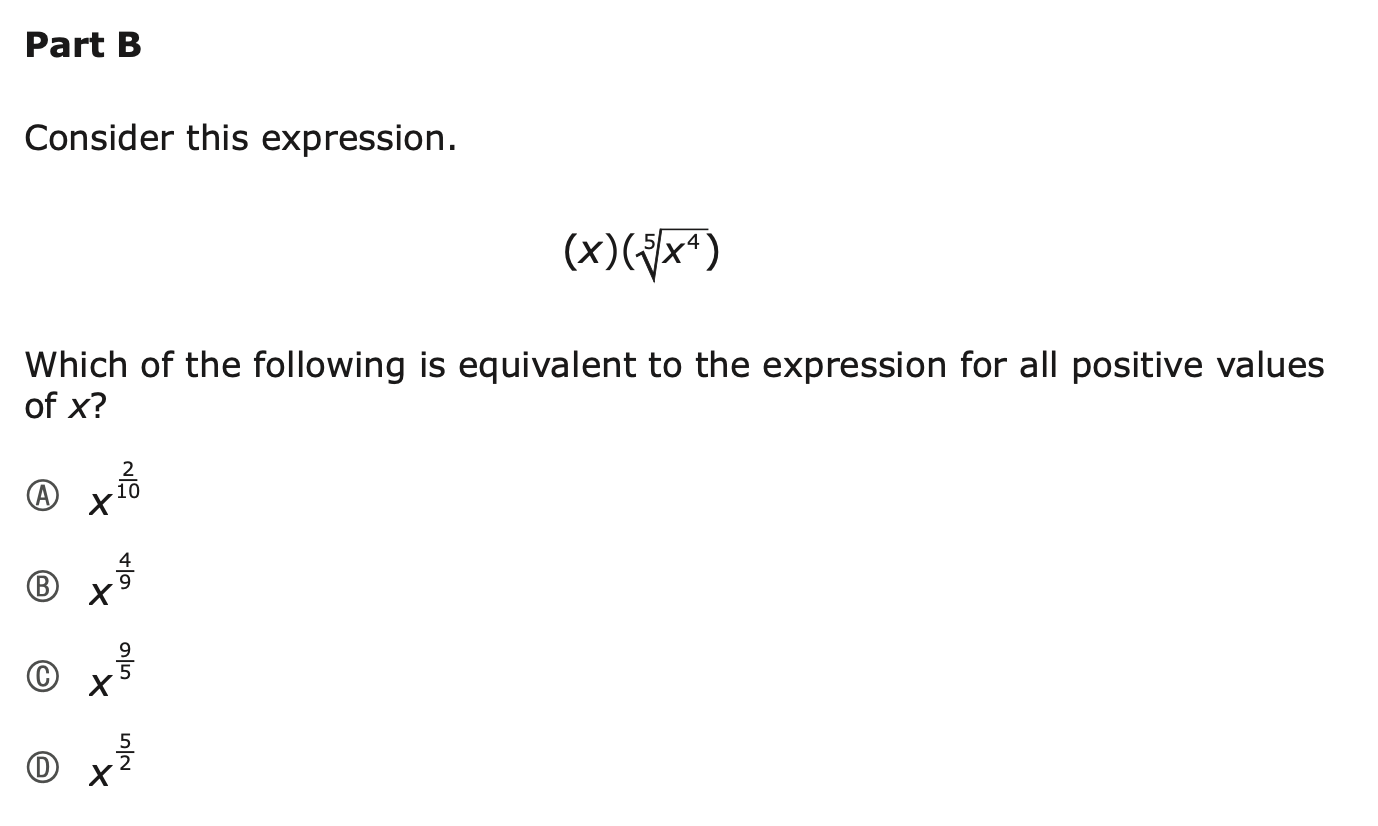 Part B
Consider this expression.
(x)(⁵√x⁴)
Which of the following is equivalent to the expression for all positive values
of x?
Ⓐ x^(2/10)
Ⓑ x^(4/9)
Ⓒ x^(9/5)
Ⓓ x^(5/2)